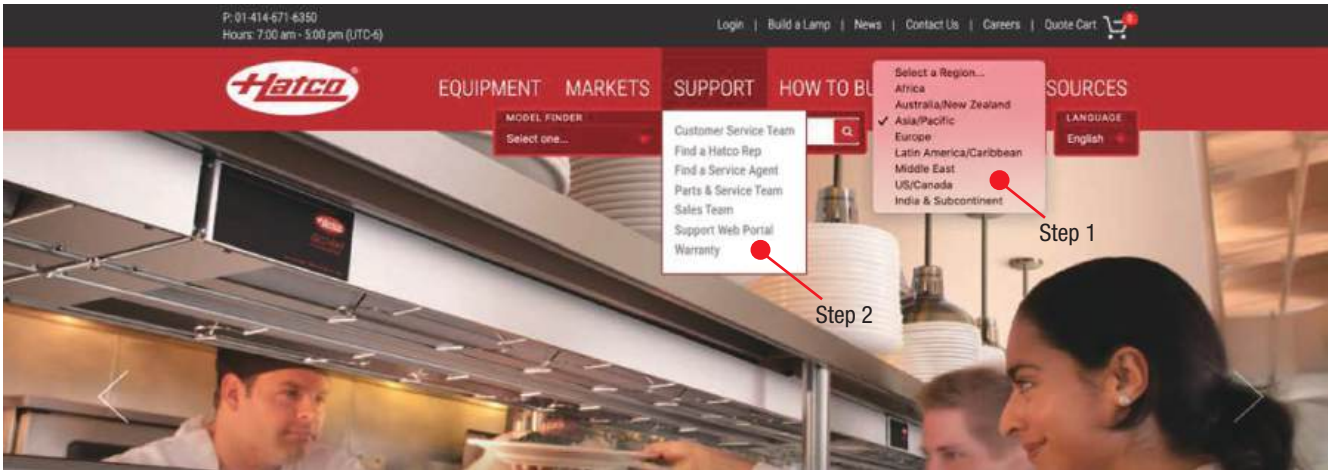 P: 01-414-671-6350
Hours: 7:00 am - 5:00 pm (UTC-6)
Login | Build a Lamp | News | Contact Us | Careers | Quote Cart
Hatco
EQUIPMENT MARKETS SUPPORT HOW TO BU
SOURCES
MODEL FINDER
Select one...
Customer Service Team
Find a Hatco Rep
Find a Service Agent
Parts & Service Team
Sales Team
Support Web Portal
Warranty
Select a Region...
Africa
Australia/New Zealand
✓ Asia/Pacific
Europe
Latin America/Caribbean
Middle East
US/Canada
India & Subcontinent
LANGUAGE
English
Step 1
Step 2
Hatco